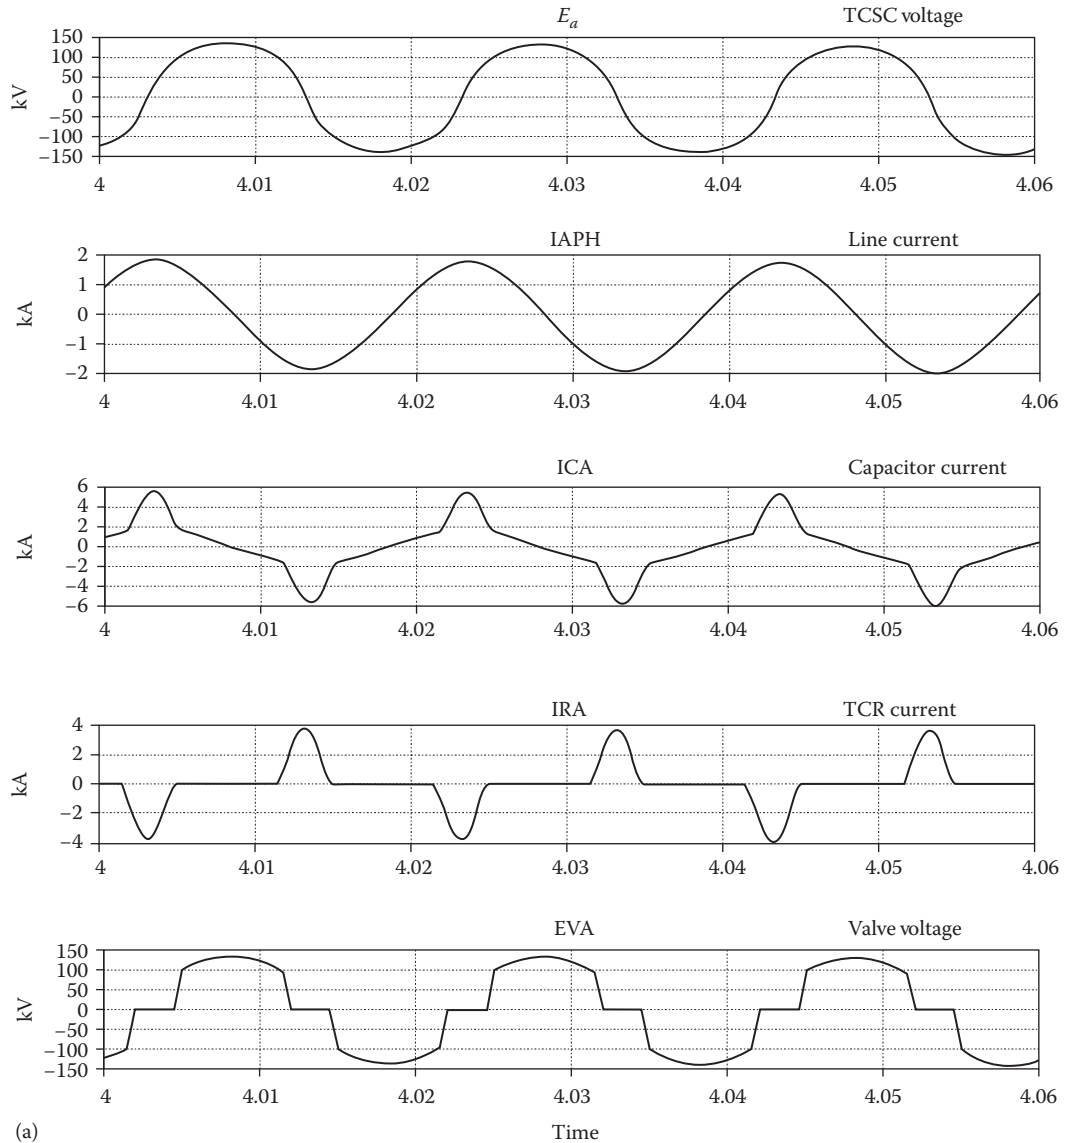 E_a TCSC voltage
150
100
50
0
−50
−100
−150
kV
4 4.01 4.02 4.03 4.04 4.05 4.06
IAPH Line current
2
1
0
−1
−2
kA
4 4.01 4.02 4.03 4.04 4.05 4.06
ICA Capacitor current
6
4
2
0
−2
−4
−6
kA
4 4.01 4.02 4.03 4.04 4.05 4.06
IRA TCR current
4
2
0
−2
−4
kA
4 4.01 4.02 4.03 4.04 4.05 4.06
EVA Valve voltage
150
100
50
0
−50
−100
−150
kV
4 4.01 4.02 4.03 4.04 4.05 4.06
(a) Time